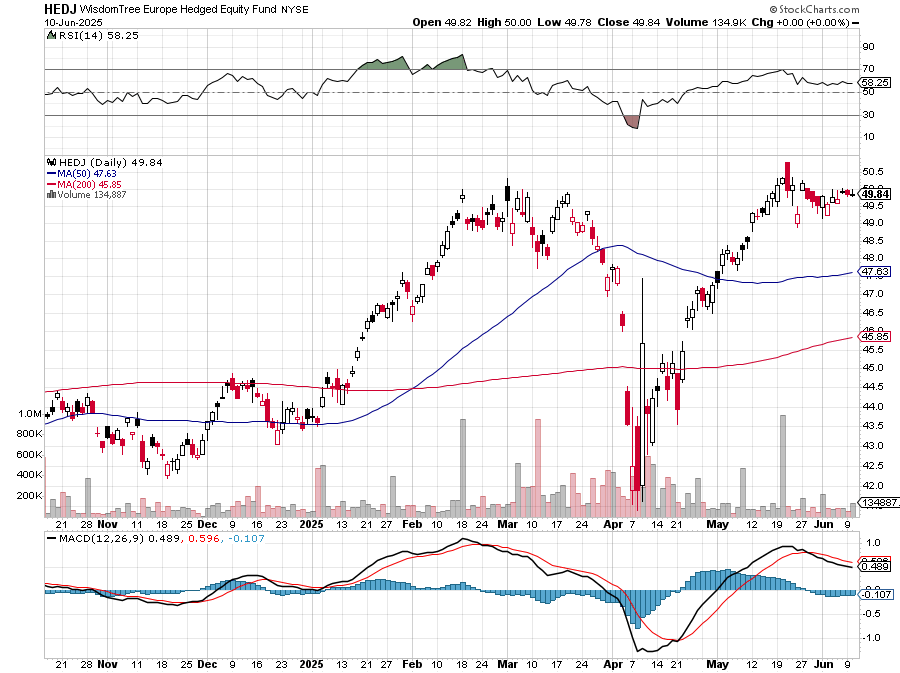 HEDJ WisdomTree Europe Hedged Equity Fund NYSE © StockCharts.com
10-Jun-2025 Open 49.82 High 50.00 Low 49.78 Close 49.84 Volume 134.9K Chg +0.00 (+0.00%)
RSI(14) 58.25
90
70
58.25
50
30
10
HEDJ (Daily) 49.84
MA(50) 47.63
MA(200) 45.85
Volume 134,887
50.5
49.84
49.5
49.0
48.5
48.0
47.63
47.0
46.5
46.0
45.85
45.5
45.0
44.5
44.0
43.5
43.0
42.5
42.0
134887
1.0M
800K
600K
400K
200K
21 28 Nov 11 18 25 Dec 9 16 23 2025 13 21 27 Feb 10 18 24 Mar 10 17 24 Apr 7 14 21 May 12 19 27 Jun 9
MACD(12,26,9) 0.489, 0.596, -0.107
1.0
0.596
0.489
0.0
-0.107
-0.5
-1.0
21 28 Nov 11 18 25 Dec 9 16 23 2025 13 21 27 Feb 10 18 24 Mar 10 17 24 Apr 7 14 21 May 12 19 27 Jun 9